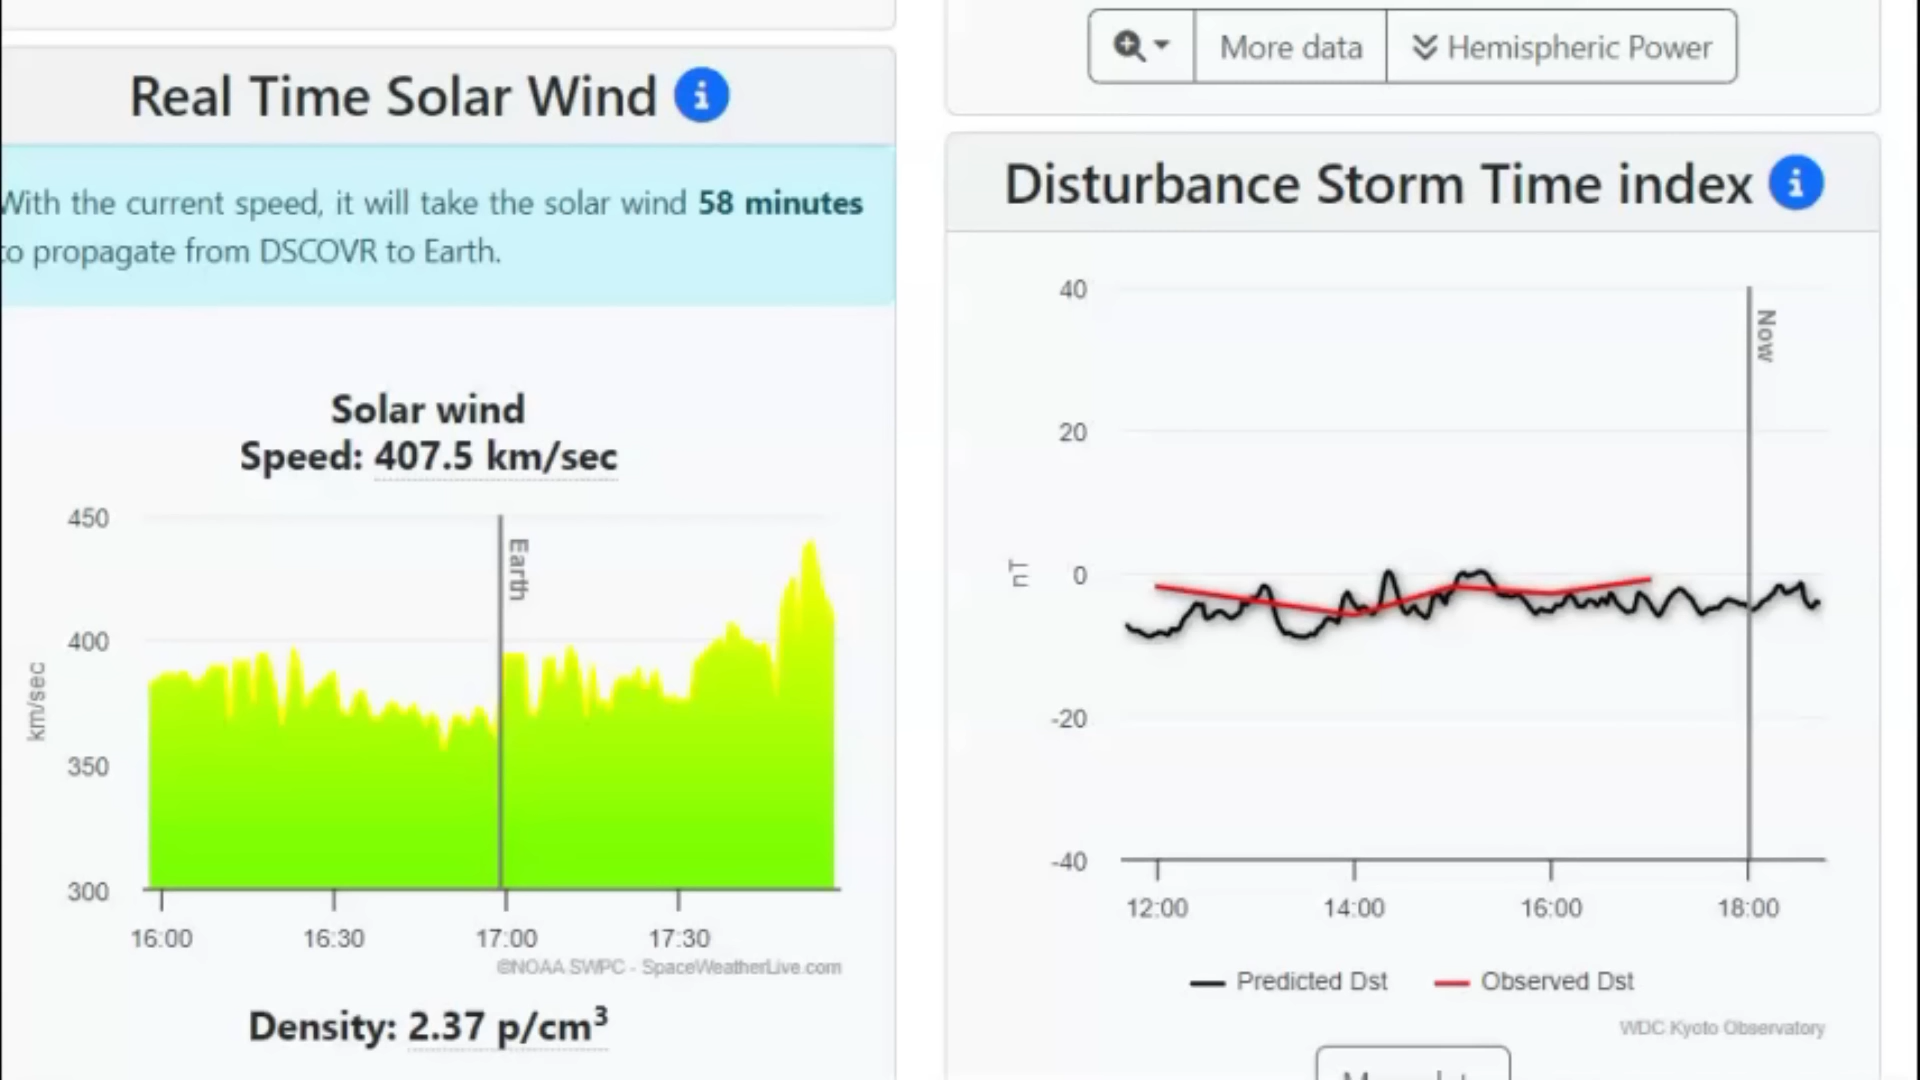 More data
Hemispheric Power
Real Time Solar Wind
With the current speed, it will take the solar wind 58 minutes
to propagate from DSCOVR to Earth.
Solar wind
Speed: 407.5 km/sec
450
400
350
300
km/sec
Earth
16:00 16:30 17:00 17:30
©NOAA SWPC - SpaceWeatherLive.com
Density: 2.37 p/cm³
Disturbance Storm Time index
40
20
0
-20
-40
nT
Now
12:00 14:00 16:00 18:00
Predicted Dst Observed Dst
WDC Kyoto Observatory